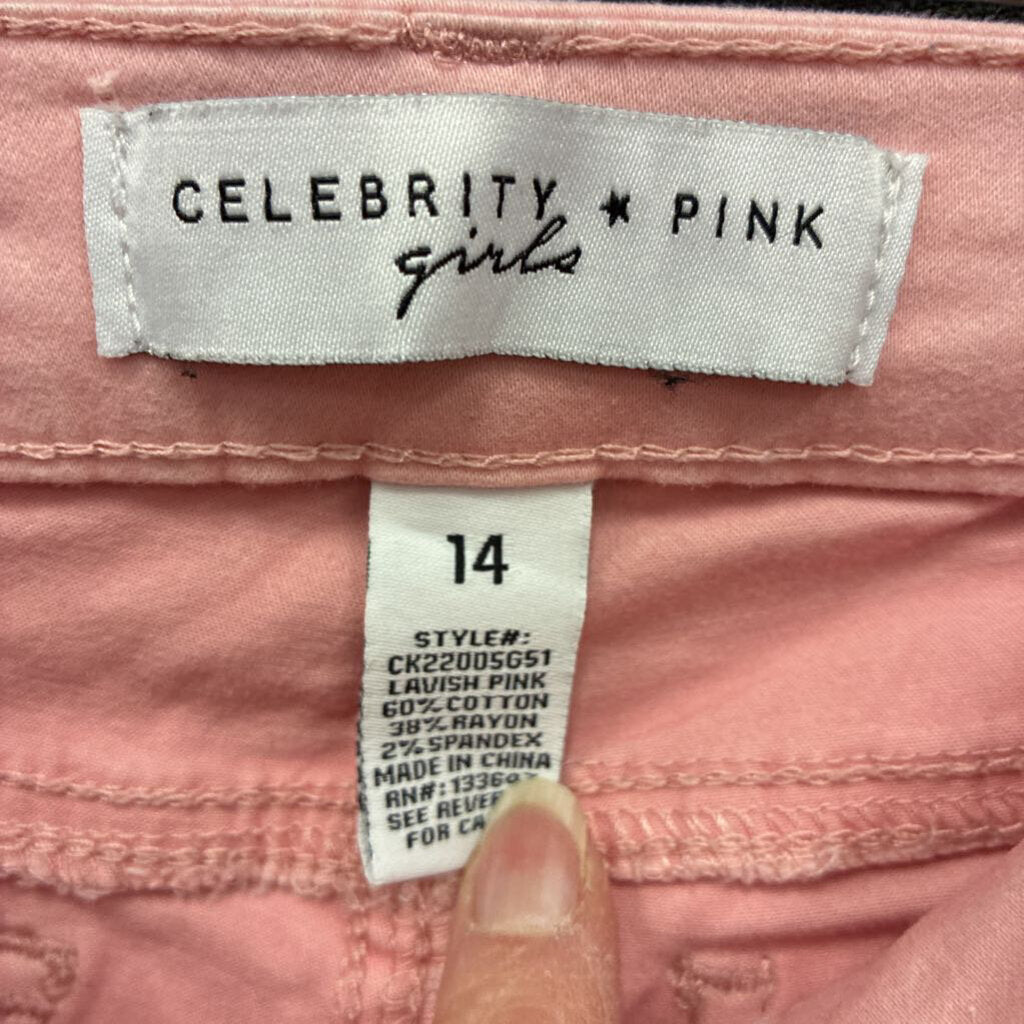 CELEBRITY * PINK
girls
14
STYLE#:
CK22005G51
LAVISH PINK
60% COTTON
38% RAYON
2% SPANDEX
MADE IN CHINA
RN#:
SEE
FOR